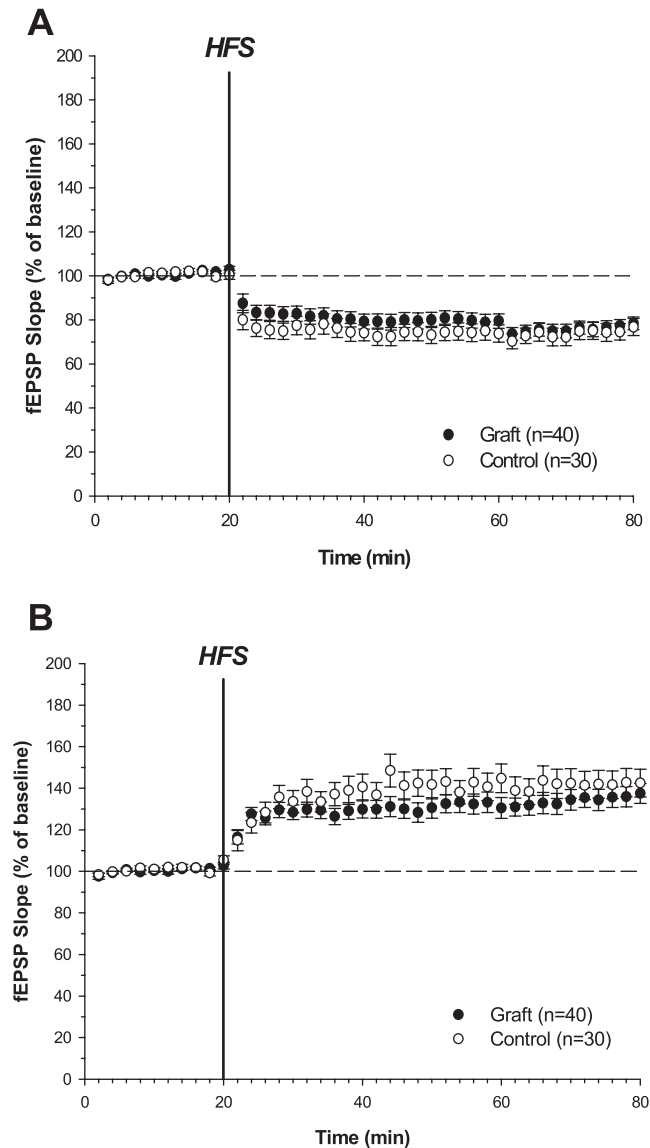 A
HFS
200
180
160
140
120
100
80
60
40
20
0
fEPSP Slope (% of baseline)
Graft (n=40)
Control (n=30)
0 20 40 60 80
Time (min)
B
HFS
200
180
160
140
120
100
80
60
40
20
0
fEPSP Slope (% of baseline)
Graft (n=40)
Control (n=30)
0 20 40 60 80
Time (min)